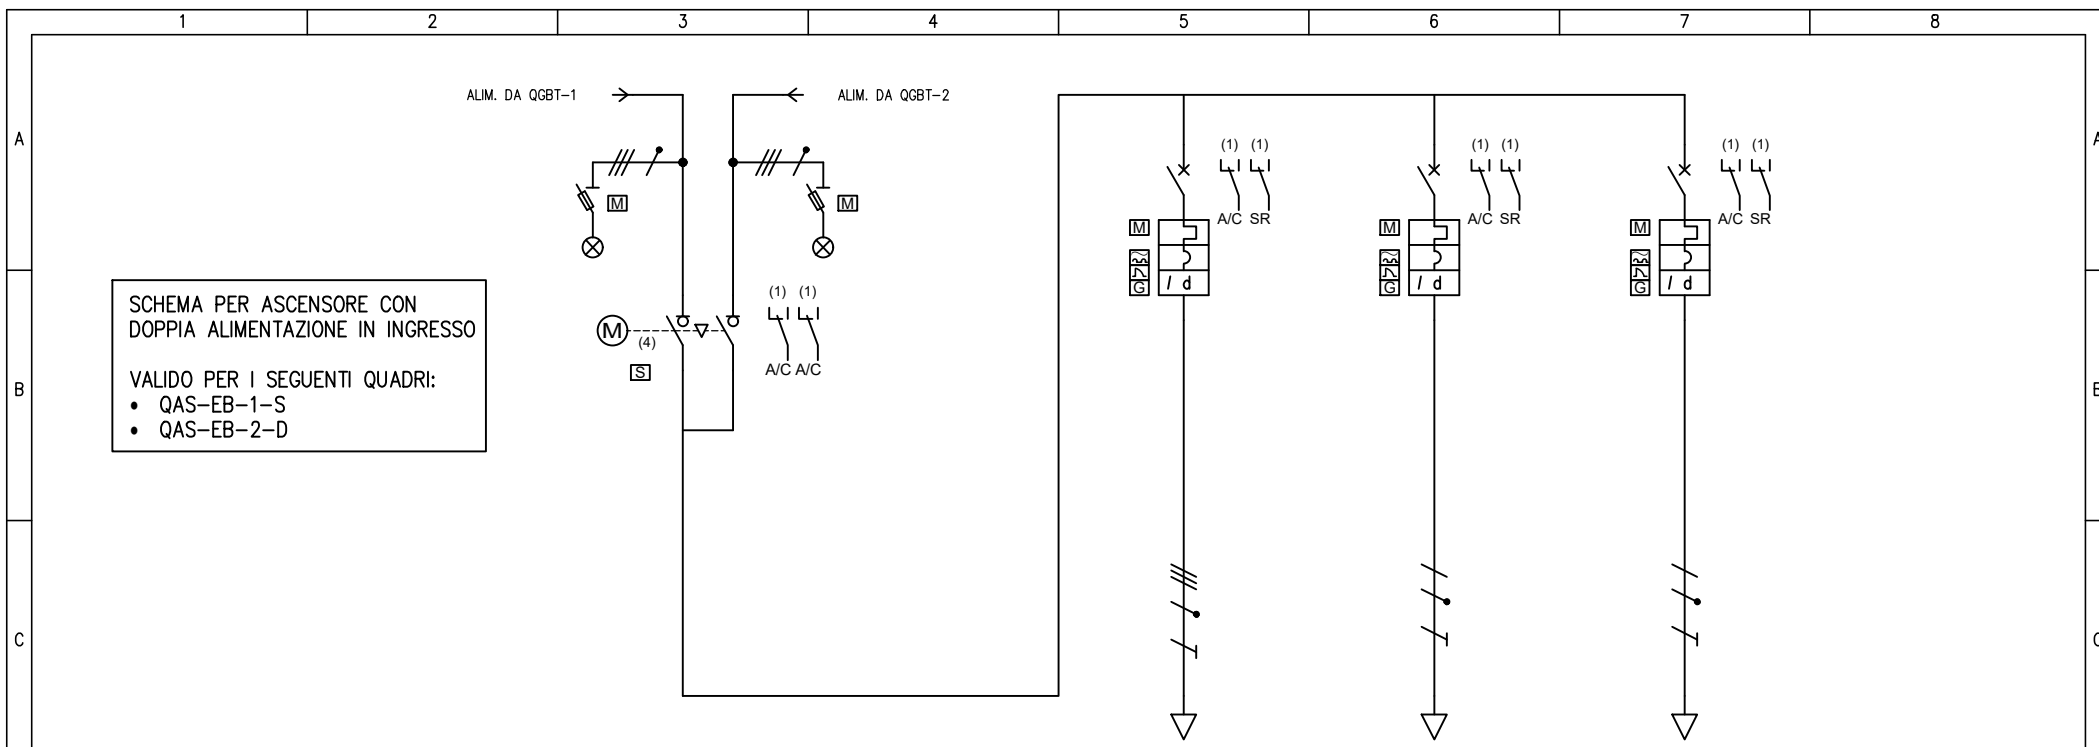 1 2 3 4 5 6 7 8
ALIM. DA QGBT-1 ALIM. DA QGBT-2
A A
(1) (1) (1) (1) (1) (1)
M M
A/C SR A/C SR A/C SR
M M M
G G G
I d I d I d
SCHEMA PER ASCENSORE CON
DOPPIA ALIMENTAZIONE IN INGRESSO
VALIDO PER I SEGUENTI QUADRI:
• QAS-EB-1-S
• QAS-EB-2-D
(1) (1)
M
(4)
S
A/C A/C
B B
C C